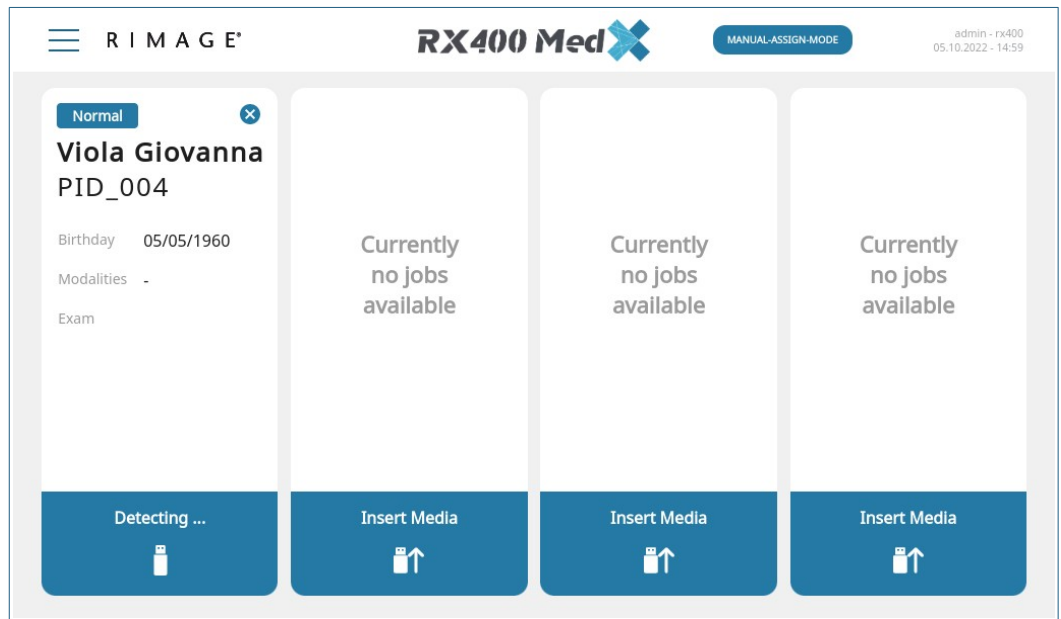 RIMAGE®
RX400 Med
MANUAL-ASSIGN-MODE
admin - rx400
05.10.2022 - 14:59
Normal
Viola Giovanna
PID_004
Birthday 05/05/1960
Modalities -
Exam
Detecting ...
Currently
no jobs
available
Insert Media
Currently
no jobs
available
Insert Media
Currently
no jobs
available
Insert Media